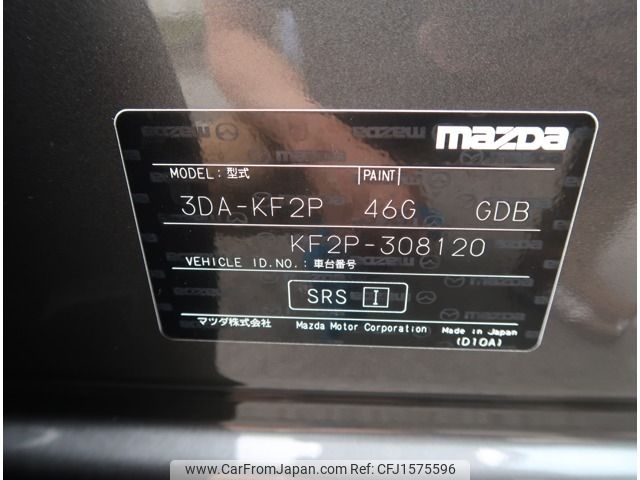 mazda
MODEL:型式 PAINT
3DA-KF2P 46G GDB
KF2P-308120
VEHICLE ID.NO.:車台番号
SRS I
マツダ株式会社 Mazda Motor Corporation Made in Japan
(D10A)
www.CarFromJapan.com | Ref No. CFJ1575596